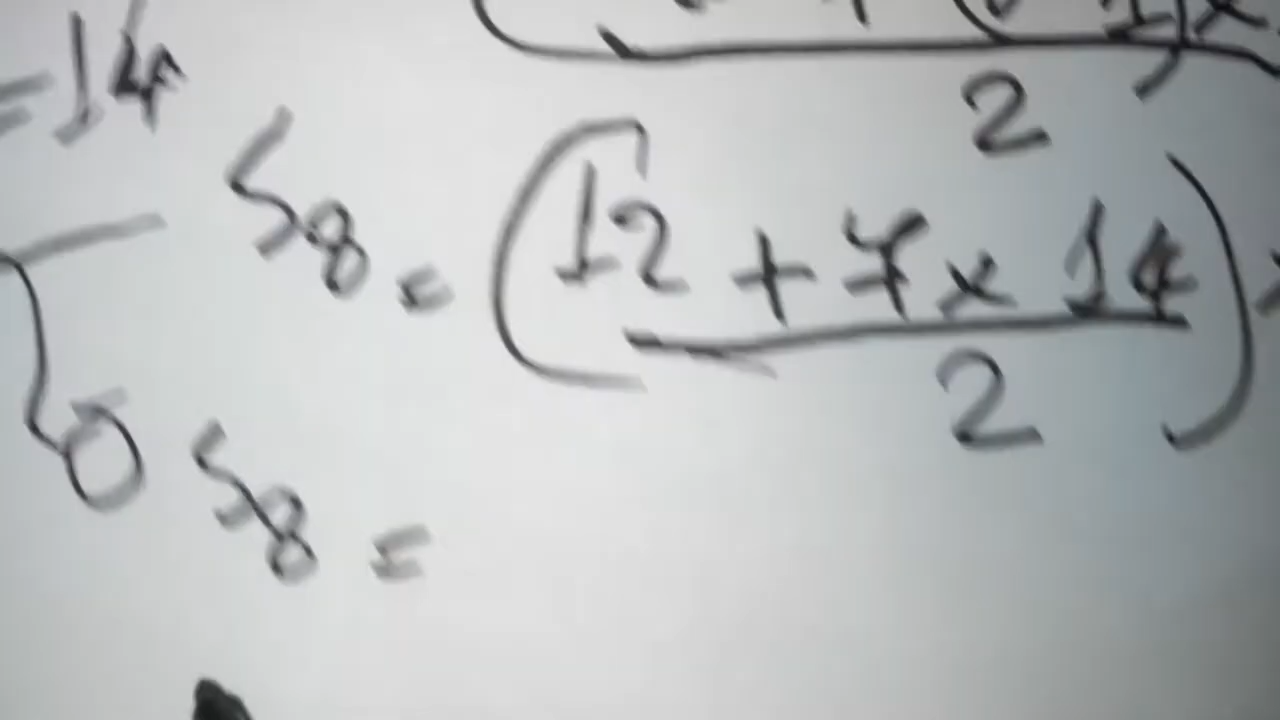 =14
2
S8 = (12 + 7 x 14)
2
S8 =